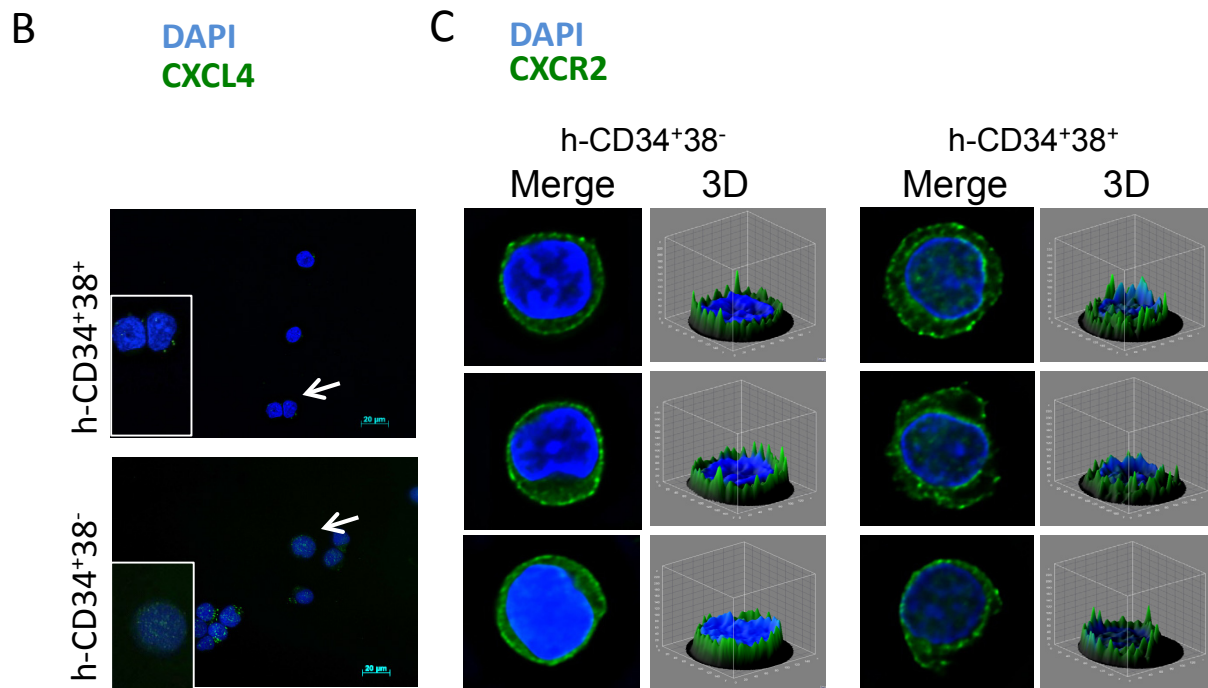 B
DAPI
CXCL4
h-CD34⁺38⁺
20 µm
h-CD34⁺38⁻
20 µm
C
DAPI
CXCR2
h-CD34⁺38⁻
h-CD34⁺38⁺
Merge
3D
Merge
3D